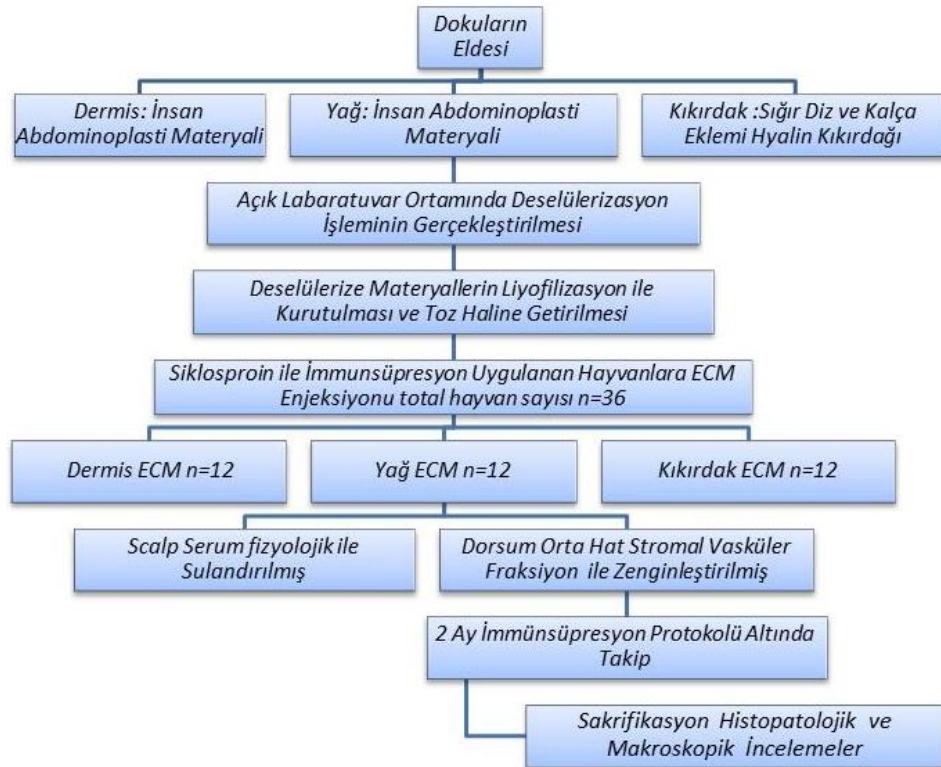 Dokuların
Eldesi
Dermis: İnsan
Abdominoplasti Materyali
Yağ: İnsan Abdominoplasti
Materyali
Kıkırdak :Sığır Diz ve Kalça
Eklemi Hyalin Kıkırdağı
Açık Labaratuvar Ortamında Deselülerizasyon
İşleminin Gerçekleştirilmesi
Deselülerize Materyallerin Liyofilizasyon ile
Kurutulması ve Toz Haline Getirilmesi
Siklosproin ile İmmunsüpresyon Uygulanan Hayvanlara ECM
Enjeksiyonu total hayvan sayısı n=36
Dermis ECM n=12
Yağ ECM n=12
Kıkırdak ECM n=12
Scalp Serum fizyolojik ile
Sulandırılmış
Dorsum Orta Hat Stromal Vasküler
Fraksiyon ile Zenginleştirilmiş
2 Ay İmmünsüpresyon Protokolü Altında
Takip
Sakrifikasyon Histopatolojik ve
Makroskopik İncelemeler